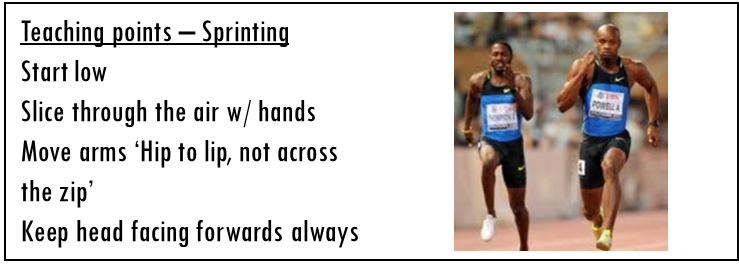 Teaching points – Sprinting
Start low
Slice through the air w/ hands
Move arms ‘Hip to lip, not across
the zip’
Keep head facing forwards always
POWELL A